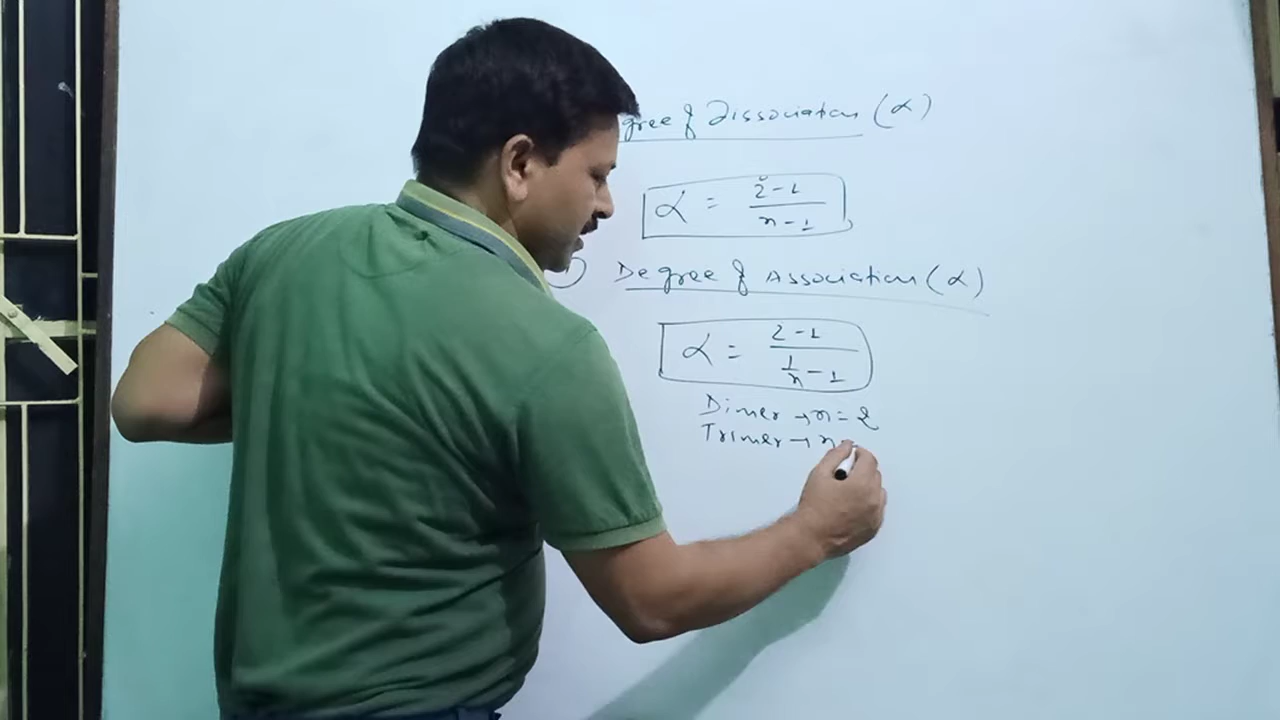 gree of Dissociation (α)
α = i-1 / n-1
Degree of Association (α)
α = i-1 / 1/n - 1
Dimer → n = 2
Trimer → n =